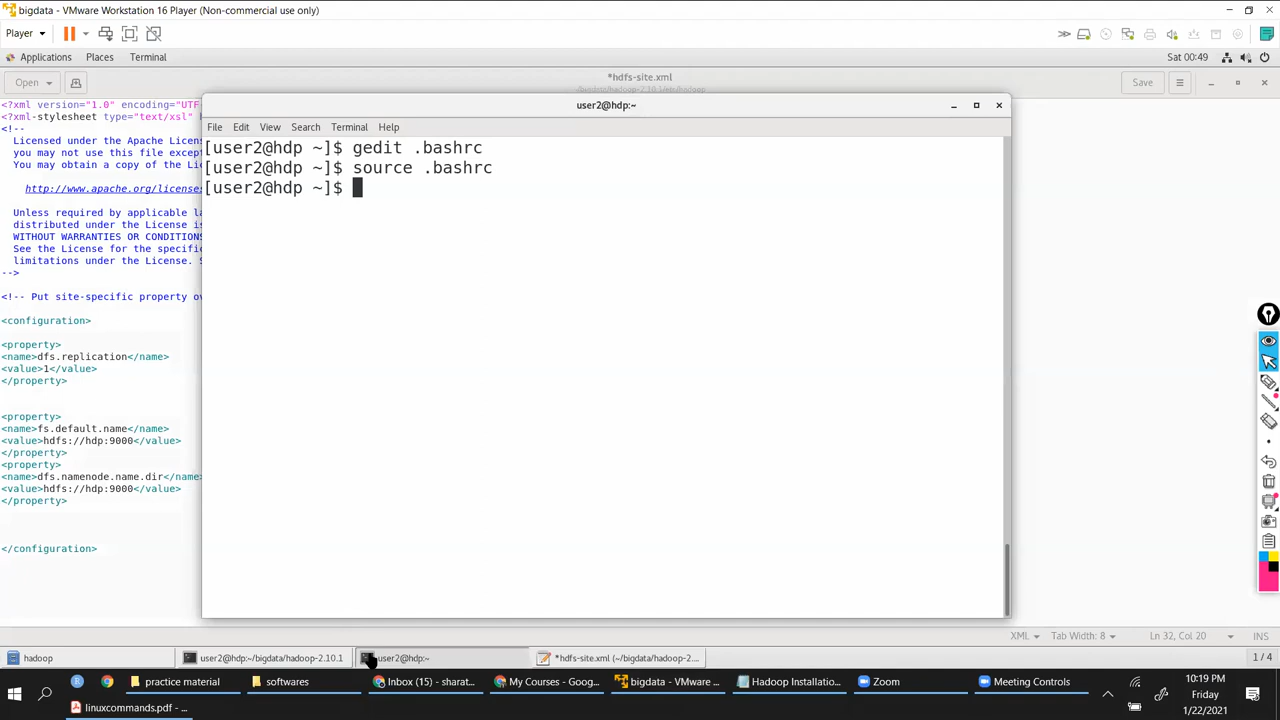 bigdata - VMware Workstation 16 Player (Non-commercial use only)
Player
Applications Places Terminal Sat 00:49
Open *hdfs-site.xml Save
user2@hdp:~
File Edit View Search Terminal Help
[user2@hdp ~]$ gedit .bashrc
[user2@hdp ~]$ source .bashrc
[user2@hdp ~]$
<?xml version="1.0" encoding="UTF
<?xml-stylesheet type="text/xsl"
<!--
Licensed under the Apache Licen
you may not use this file excep
You may obtain a copy of the Li
http://www.apache.org/licenses
Unless required by applicable la
distributed under the License is
WITHOUT WARRANTIES OR CONDITIONS
See the License for the specific
limitations under the License. S
-->
<!-- Put site-specific property ov
<configuration>
<property>
<name>dfs.replication</name>
<value>1</value>
</property>
<property>
<name>fs.default.name</name>
<value>hdfs://hdp:9000</value>
</property>
<property>
<name>dfs.namenode.name.dir</name>
<value>hdfs://hdp:9000</value>
</property>
</configuration>
XML Tab Width: 8 Ln 32, Col 20 INS
hadoop user2@hdp:~/bigdata/hadoop-2.10.1 user2@hdp:~ *hdfs-site.xml (~/bigdata/hadoop-2.... 1 / 4
practice material softwares Inbox (15) - sharat... My Courses - Goog... bigdata - VMware ... Hadoop Installatio... Zoom Meeting Controls
10:19 PM
Friday
1/22/2021
linuxcommands.pdf - ...